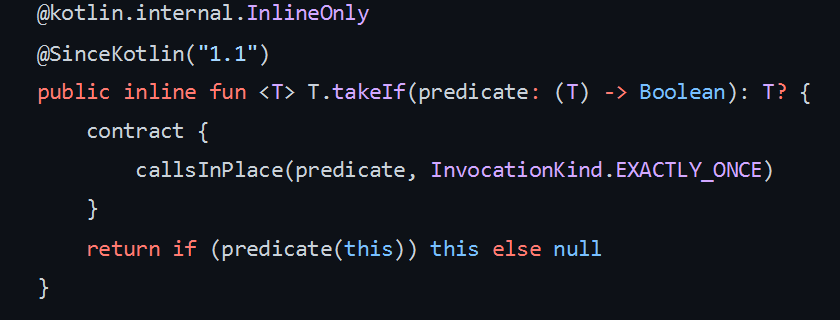 @kotlin.internal.InlineOnly
@SinceKotlin("1.1")
public inline fun <T> T.takeIf(predicate: (T) -> Boolean): T? {
    contract {
        callsInPlace(predicate, InvocationKind.EXACTLY_ONCE)
    }
    return if (predicate(this)) this else null
}